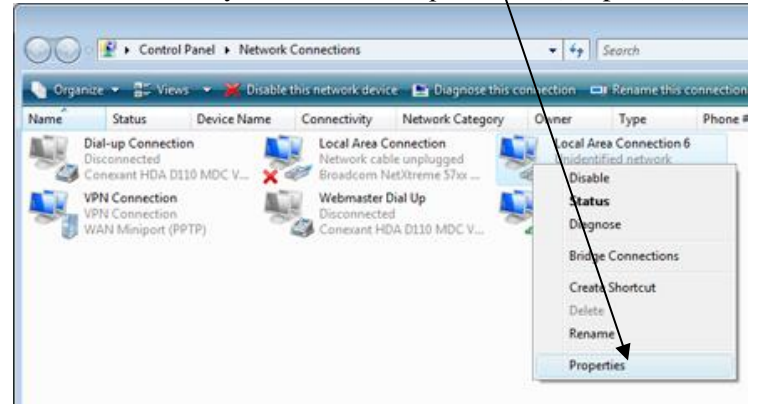 Control Panel ▸ Network Connections
Search
Organize Views Disable this network device Diagnose this connection Rename this connection
Name Status Device Name Connectivity Network Category Owner Type Phone #
Dial-up Connection
Disconnected
Conexant HDA D110 MDC V...
Local Area Connection
Network cable unplugged
Broadcom NetXtreme 57xx ...
Local Area Connection 6
Unidentified network
VPN Connection
VPN Connection
WAN Miniport (PPTP)
Webmaster Dial Up
Disconnected
Conexant HDA D110 MDC V...
Disable
Status
Diagnose
Bridge Connections
Create Shortcut
Delete
Rename
Properties